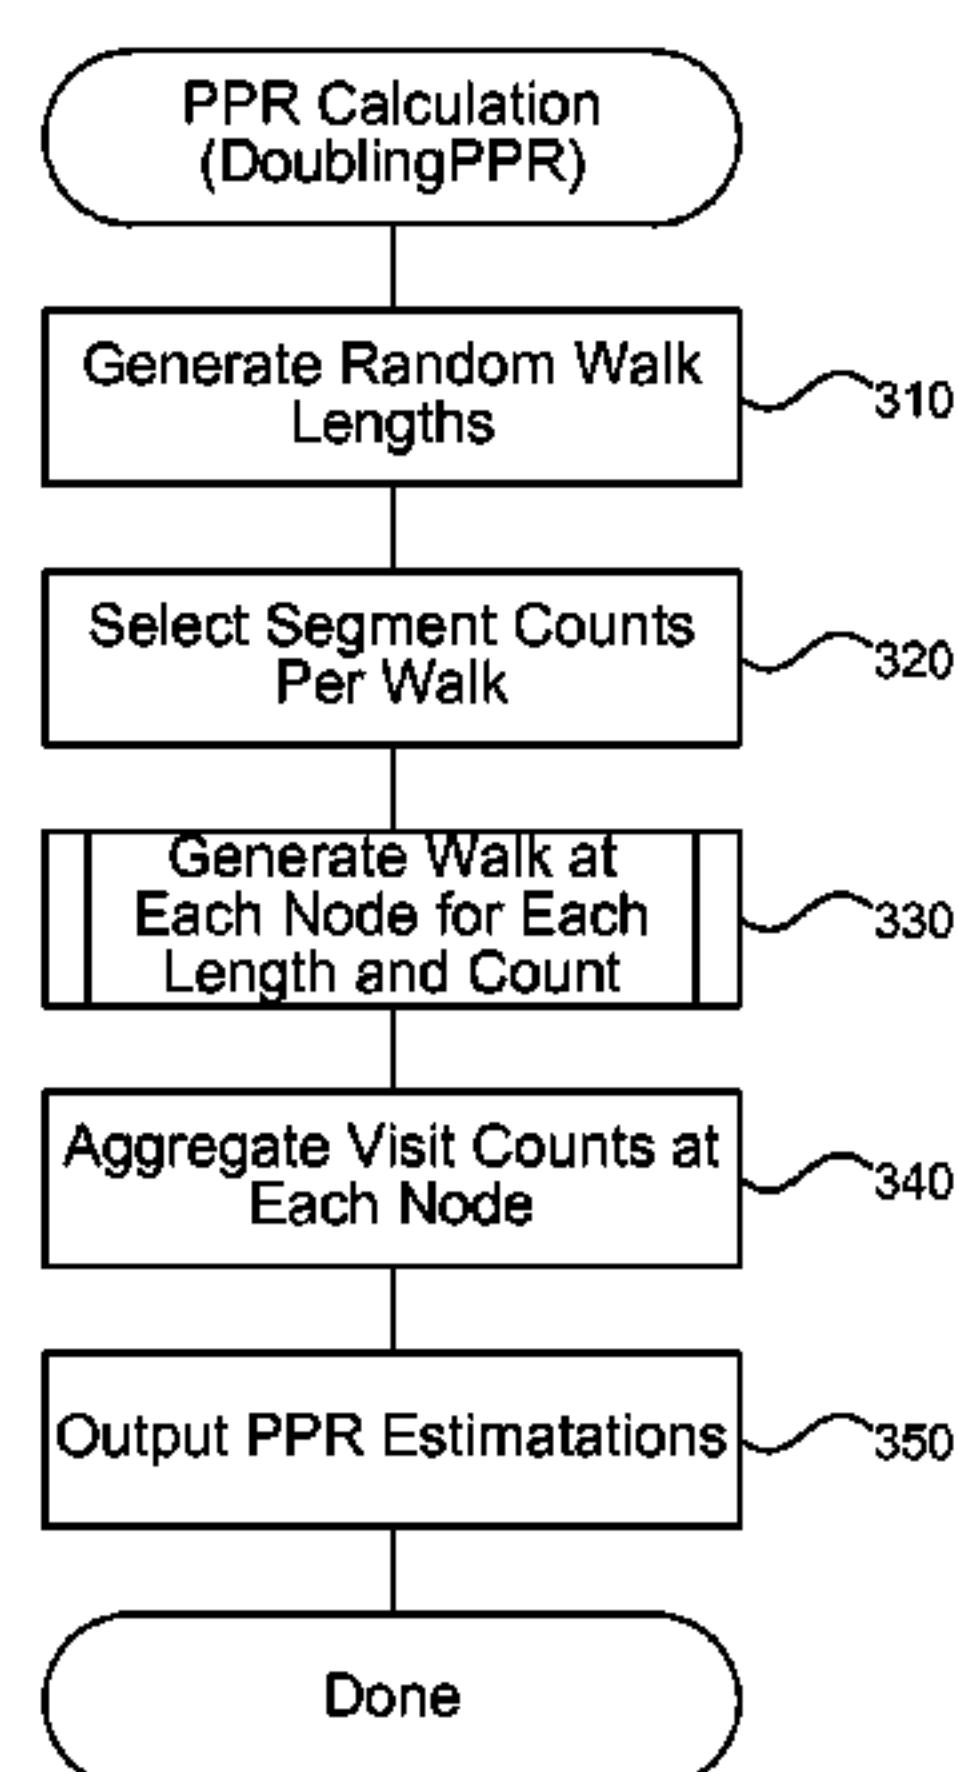 PPR Calculation
(DoublingPPR)
Generate Random Walk
Lengths
310
Select Segment Counts
Per Walk
320
Generate Walk at
Each Node for Each
Length and Count
330
Aggregate Visit Counts at
Each Node
340
Output PPR Estimatations
350
Done